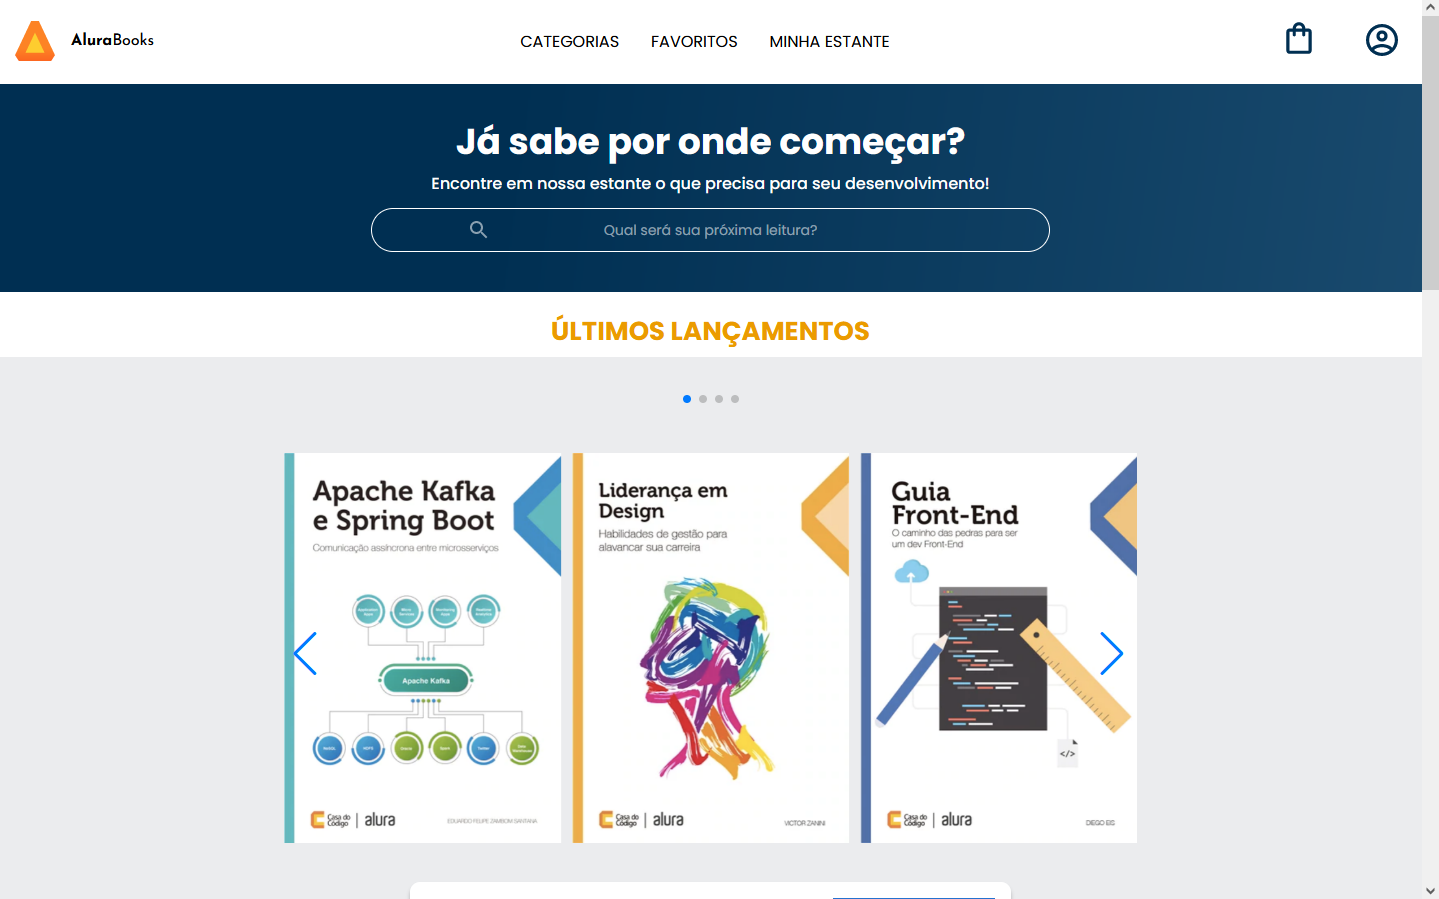 AluraBooks
CATEGORIAS
FAVORITOS
MINHA ESTANTE
Já sabe por onde começar?
Encontre em nossa estante o que precisa para seu desenvolvimento!
Qual será sua próxima leitura?
ÚLTIMOS LANÇAMENTOS
Apache Kafka
e Spring Boot
Comunicação assíncrona entre microsserviços
Apache Kafka
Casa do
Código
alura
EDUARDO FELIPE ZAMBOM SANTANA
Liderança em
Design
Habilidades de gestão para
alavancar sua carreira
Casa do
Código
alura
VICTOR ZANINI
Guia
Front-End
O caminho das pedras para ser
um dev Front-End
</>
Casa do
Código
alura
DIEGO EIS